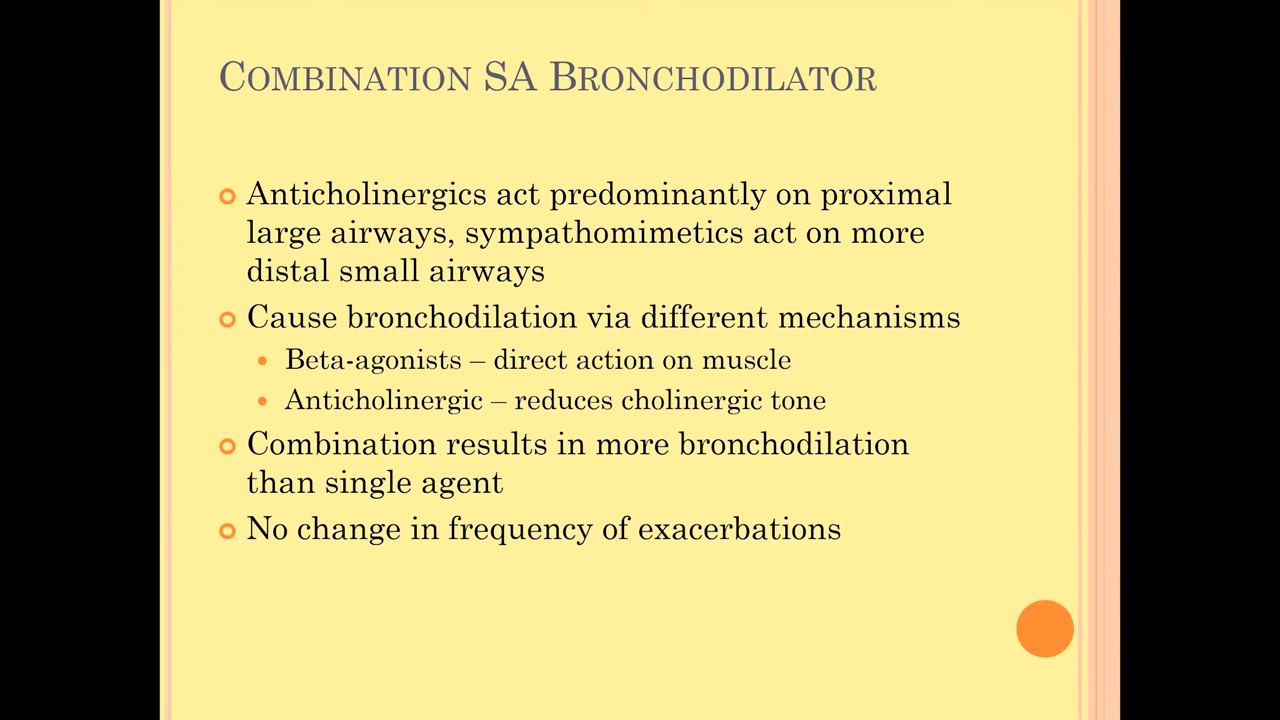 Combination SA Bronchodilator
Anticholinergics act predominantly on proximal
large airways, sympathomimetics act on more
distal small airways
Cause bronchodilation via different mechanisms
Beta-agonists – direct action on muscle
Anticholinergic – reduces cholinergic tone
Combination results in more bronchodilation
than single agent
No change in frequency of exacerbations